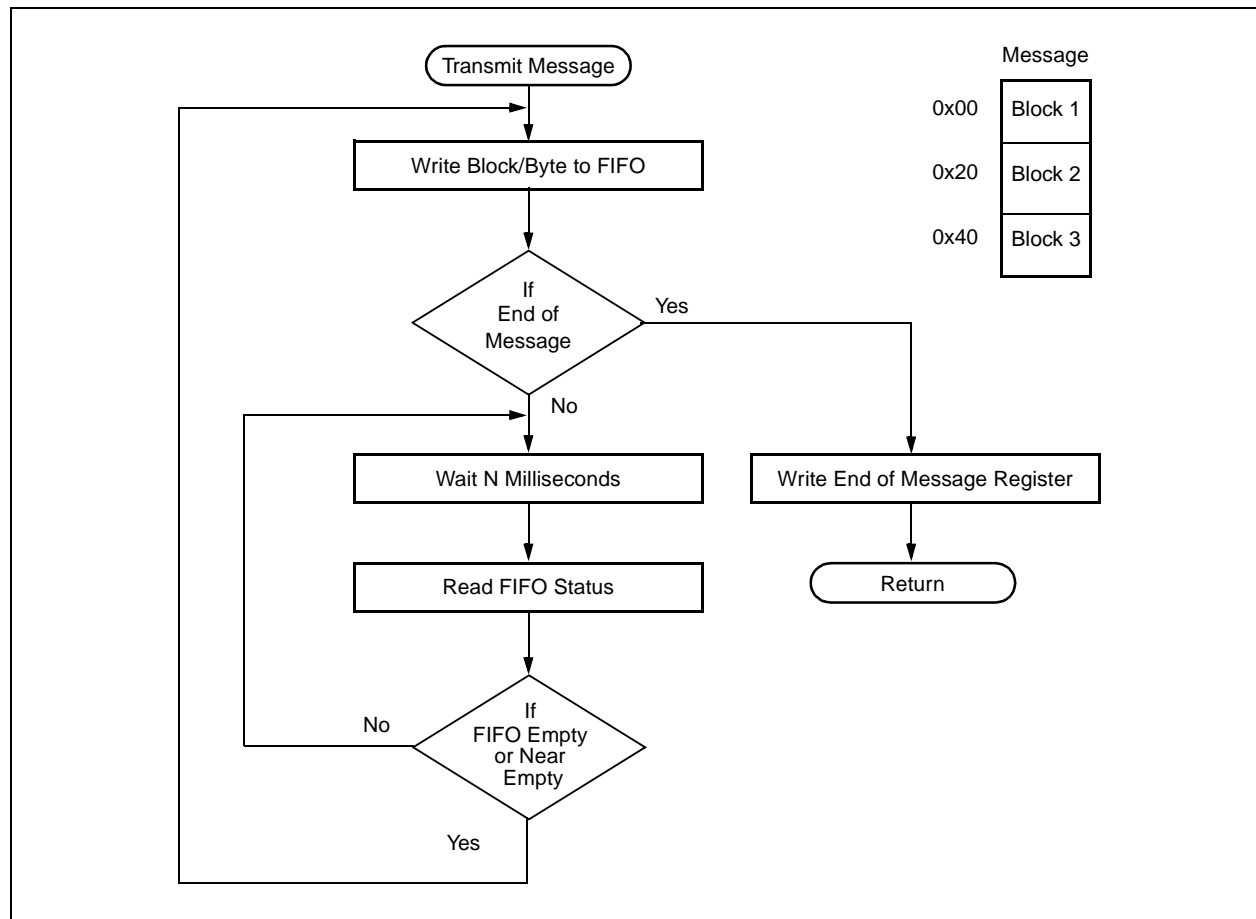 Transmit Message
Write Block/Byte to FIFO
If
End of
Message
Yes
No
Wait N Milliseconds
Write End of Message Register
Read FIFO Status
Return
If
FIFO Empty
or Near
Empty
No
Yes
Message
0x00 Block 1
0x20 Block 2
0x40 Block 3